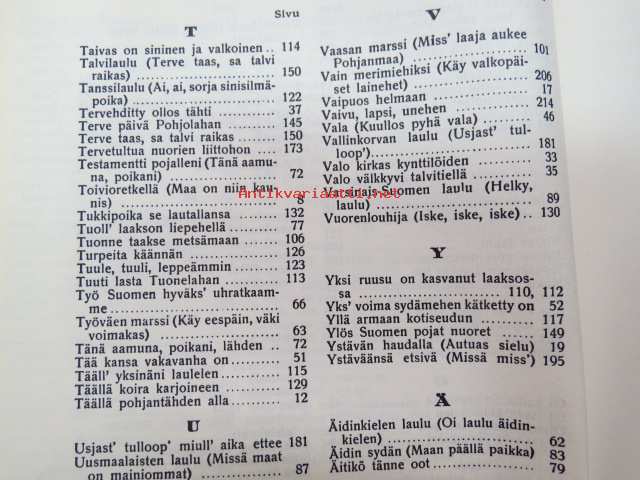 Sivu
T
Taivas on sininen ja valkoinen .. 114
Talvilaulu (Terve taas, sa talvi
raikas) ........................ 150
Tanssilaulu (Ai, ai, sorja sinisilmä-
poika) ........................ 122
Tervehditty ollos tähti .......... 37
Terve päivä Pohjolahan ........ 145
Terve taas, sa talvi raikas ...... 150
Tervetultua nuorien liittohon .... 173
Testamentti pojalleni (Tänä aamu-
na, poikani) .................. 72
Toivioretkellä (Maa on niin kau-
nis) .......................... 8
Tukkipoika se lautallansa ...... 132
Tuoll' laakson liepehellä ........ 77
Tuonne taakse metsämaan ...... 106
Turpeita käännän .............. 126
Tuule, tuuli, leppeämmin ........ 123
Tuuti lasta Tuonelahan ........ 113
Työ Suomen hyväks' uhratkaam-
me ............................ 66
Työväen marssi (Käy eespäin, väki
voimakas) .................... 63
Tänä aamuna, poikani, lähden .. 72
Tää kansa vakavanha on ........ 51
Tääll' yksinäni laulelen ........ 115
Täällä koira karjoineen ........ 129
Täällä pohjantähden alla ........ 12
U
Usjast' tulloop' miull' aika ettee 181
Uusmaalaisten laulu (Missä maat
on mainiommat) .............. 87
V
Vaasan marssi (Miss' laaja aukee
Pohjanmaa) .................... 101
Vain merimiehiksi (Käy valkopäi-
set lainehet) .................. 206
Vaipuos helmaan .............. 17
Vaivu, lapsi, unehen .......... 214
Vala (Kuullos pyhä vala) ........ 46
Vallinkorvan laulu (Usjast' tul-
loop') .......................... 181
Valo kirkas kynttilöiden ........ 33
Valo välkkyvi talvitiellä ........ 35
Varsinais-Suomen laulu (Helky,
laulu) .......................... 89
Vuorenlouhija (Iske, iske, iske) .. 130
Y
Yksi ruusu on kasvanut laaksos-
sa ...................... 110, 112
Yks' voima sydämehen kätketty on 52
Yllä armaan kotiseudun ........ 117
Ylös Suomen pojat nuoret ...... 149
Ystävän haudalla (Autuas sielu) 19
Ystäväänsä etsivä (Missä miss') 195
Ä
Äidinkielen laulu (Oi laulu äidin-
kielen) ........................ 62
Äidin sydän (Maan päällä paikka) 83
Äitikö tänne oot) .............. 79
Antikvariaatti.net